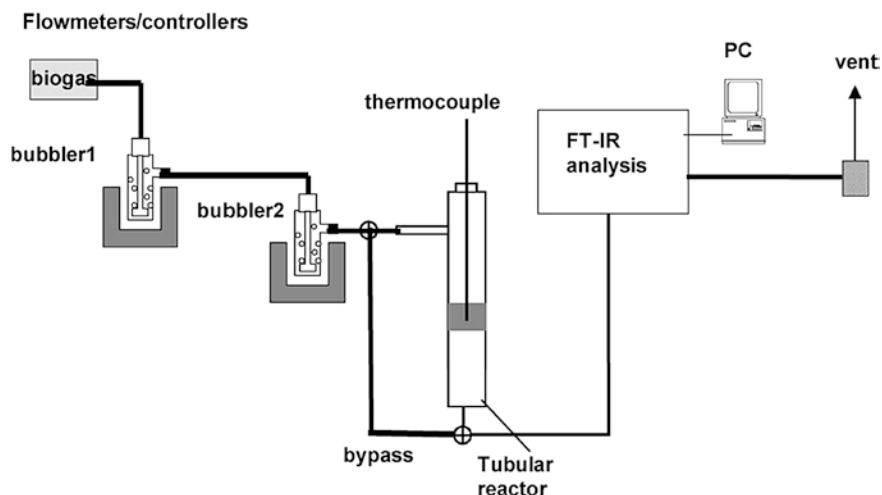 Flowmeters/controllers
biogas
bubbler1
bubbler2
thermocouple
FT-IR
analysis
PC
vent
bypass
Tubular
reactor